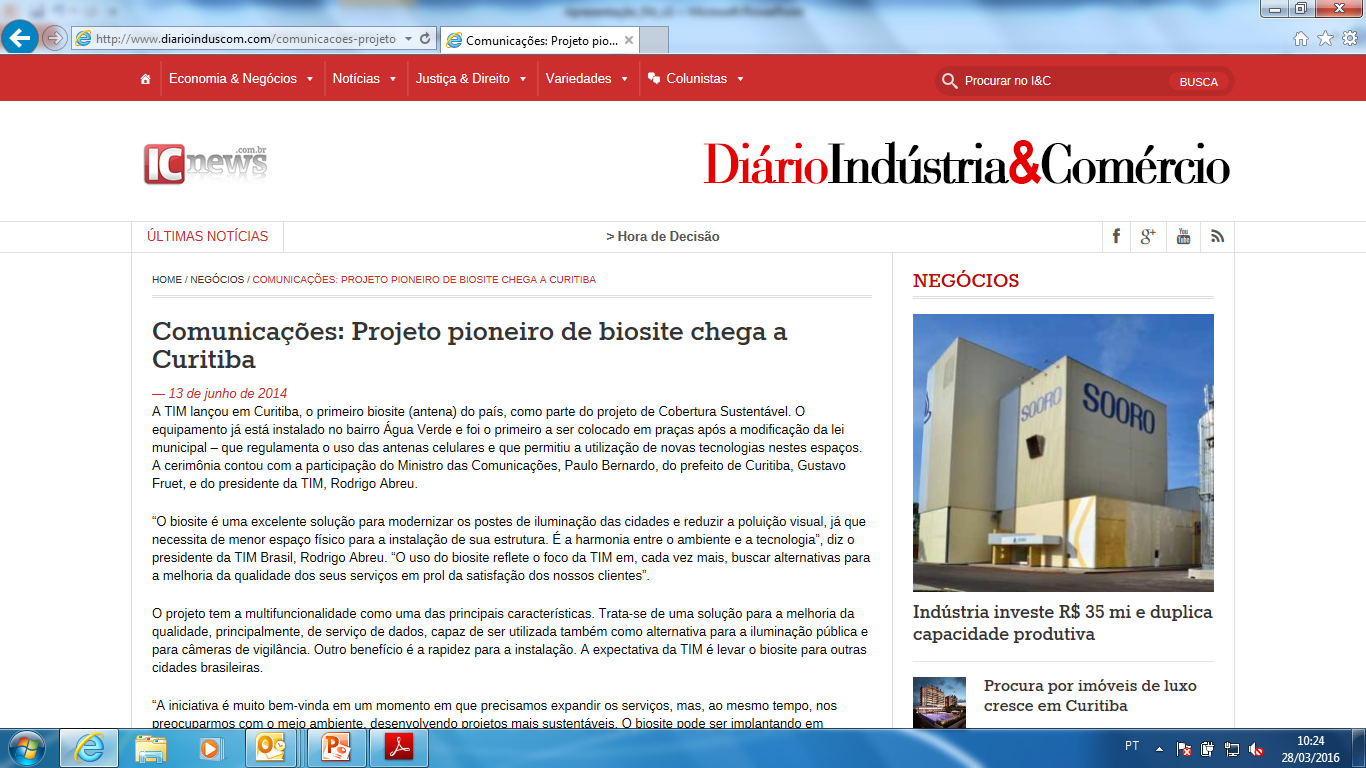 http://www.diarioinduscom.com/comunicacoes-projeto
Comunicações: Projeto pio...
Economia & Negócios
Notícias
Justiça & Direito
Variedades
Colunistas
Procurar no I&C
BUSCA
ICnews
.com.br
DiárioIndústria&Comércio
ÚLTIMAS NOTÍCIAS
> Hora de Decisão
HOME / NEGÓCIOS / COMUNICAÇÕES: PROJETO PIONEIRO DE BIOSITE CHEGA A CURITIBA
Comunicações: Projeto pioneiro de biosite chega a
Curitiba
— 13 de junho de 2014
A TIM lançou em Curitiba, o primeiro biosite (antena) do país, como parte do projeto de Cobertura Sustentável. O
equipamento já está instalado no bairro Água Verde e foi o primeiro a ser colocado em praças após a modificação da lei
municipal – que regulamenta o uso das antenas celulares e que permitiu a utilização de novas tecnologias nestes espaços.
A cerimônia contou com a participação do Ministro das Comunicações, Paulo Bernardo, do prefeito de Curitiba, Gustavo
Fruet, e do presidente da TIM, Rodrigo Abreu.
“O biosite é uma excelente solução para modernizar os postes de iluminação das cidades e reduzir a poluição visual, já que
necessita de menor espaço físico para a instalação de sua estrutura. É a harmonia entre o ambiente e a tecnologia”, diz o
presidente da TIM Brasil, Rodrigo Abreu. “O uso do biosite reflete o foco da TIM em, cada vez mais, buscar alternativas para
a melhoria da qualidade dos seus serviços em prol da satisfação dos nossos clientes”.
O projeto tem a multifuncionalidade como uma das principais características. Trata-se de uma solução para a melhoria da
qualidade, principalmente, de serviço de dados, capaz de ser utilizada também como alternativa para a iluminação pública e
para câmeras de vigilância. Outro benefício é a rapidez para a instalação. A expectativa da TIM é levar o biosite para outras
cidades brasileiras.
“A iniciativa é muito bem-vinda em um momento em que precisamos expandir os serviços, mas, ao mesmo tempo, nos
preocuparmos com o meio ambiente, desenvolvendo projetos mais sustentáveis. O biosite pode ser implantando em
NEGÓCIOS
SOORO
SOORO
Indústria investe R$ 35 mi e duplica
capacidade produtiva
Procura por imóveis de luxo
cresce em Curitiba
PT
10:24
28/03/2016